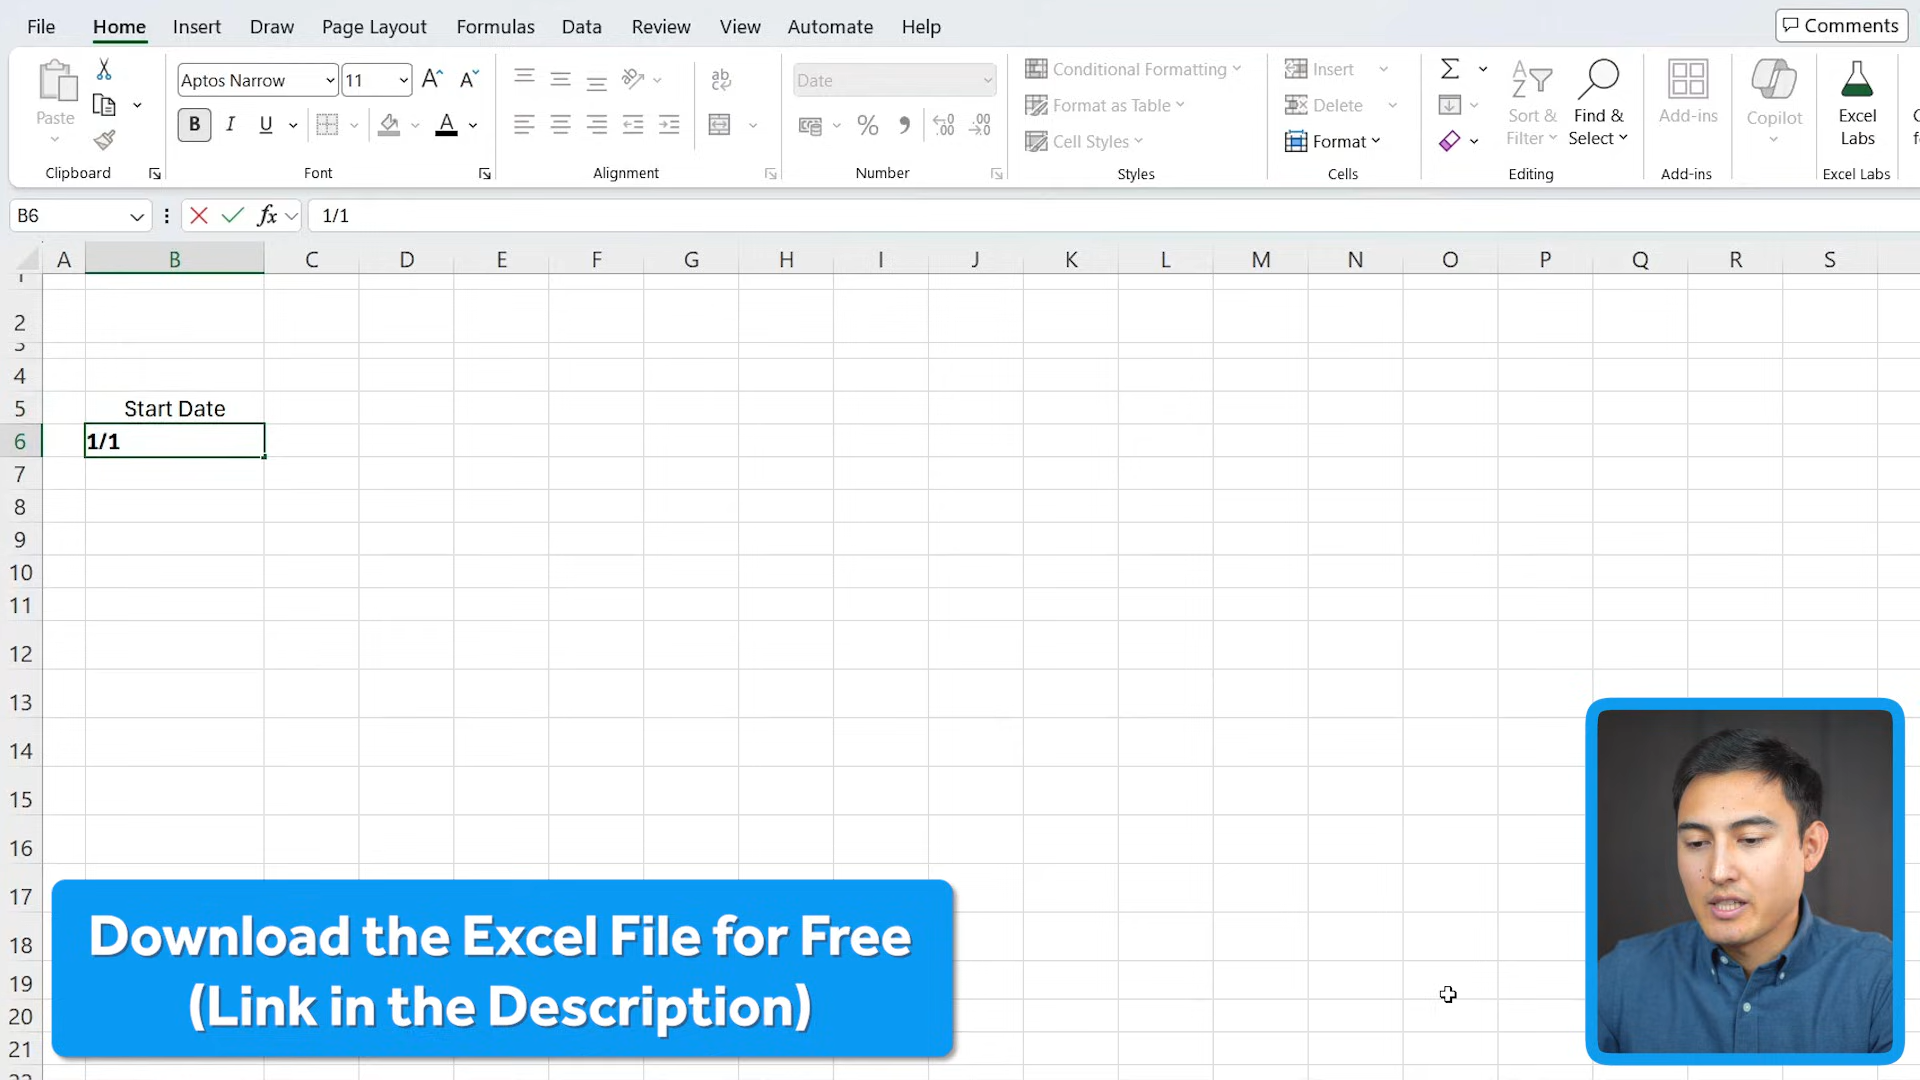 File Home Insert Draw Page Layout Formulas Data Review View Automate Help Comments
Aptos Narrow 11 ab Date Conditional Formatting Insert Σ
Paste Format as Table Delete Sort & Filter Find & Select Add-ins Copilot Excel Labs
B I U A % Cell Styles Format
Clipboard Font Alignment Number Styles Cells Editing Add-ins Excel Labs
B6 fx 1/1
A B C D E F G H I J K L M N O P Q R S
1
2
3
4
5 Start Date
6 1/1
7
8
9
10
11
12
13
14
15
16
17
18
19
20
21
Download the Excel File for Free
(Link in the Description)